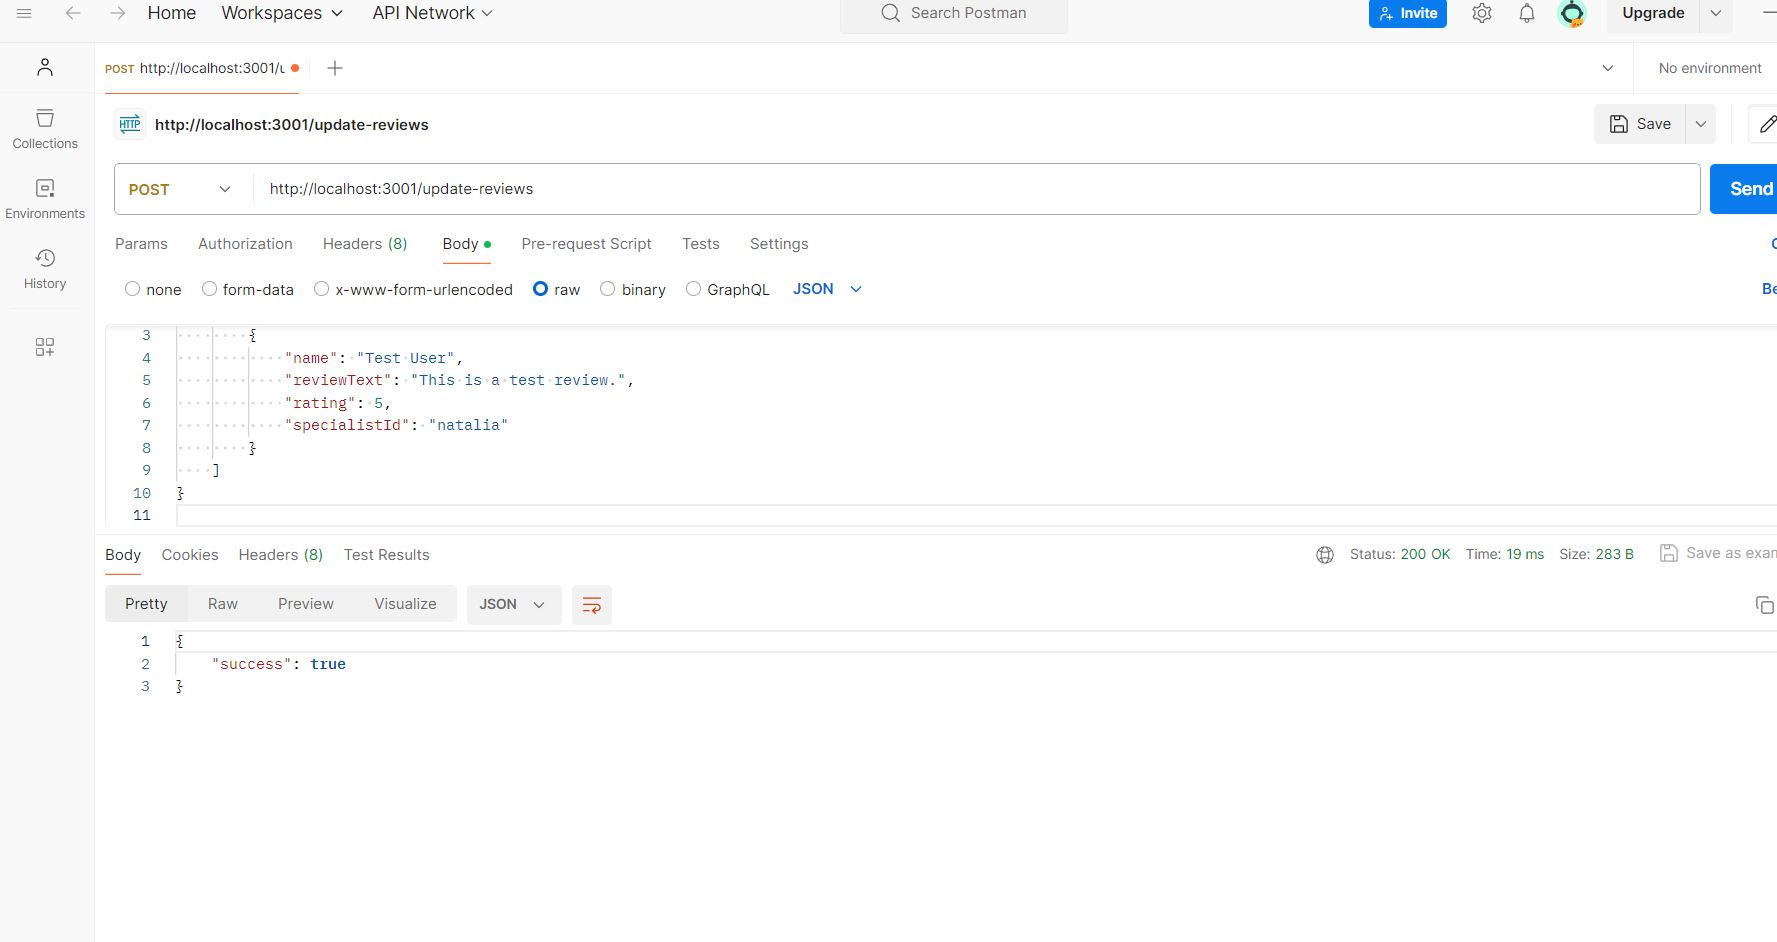 Home Workspaces API Network Search Postman Invite Upgrade
POST http://localhost:3001/u No environment
HTTP http://localhost:3001/update-reviews Save
POST http://localhost:3001/update-reviews Send
Params Authorization Headers (8) Body Pre-request Script Tests Settings
none form-data x-www-form-urlencoded raw binary GraphQL JSON Be
Collections
Environments
History
3 {
4 "name": "Test User",
5 "reviewText": "This is a test review.",
6 "rating": 5,
7 "specialistId": "natalia"
8 }
9 ]
10 }
11
Body Cookies Headers (8) Test Results Status: 200 OK Time: 19 ms Size: 283 B Save as exam
Pretty Raw Preview Visualize JSON
1 {
2 "success": true
3 }